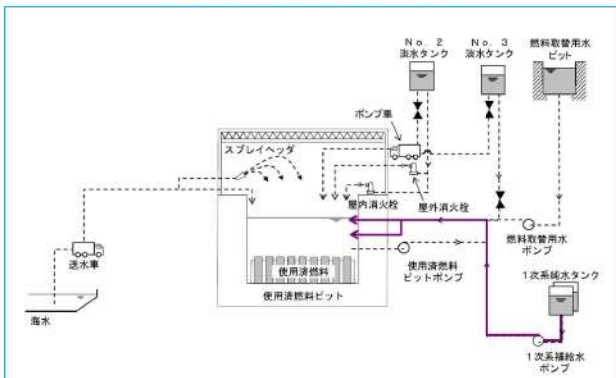 No．2
淡水タンク
No．3
淡水タンク
燃料取替用水
ピット
ポンプ車
スプレイヘッダ
屋内消火栓
屋外消火栓
送水車
海水
使用済燃料
使用済燃料ピット
使用済燃料
ピットポンプ
燃料取替用水
ポンプ
1次系純水タンク
1次系補給水
ポンプ